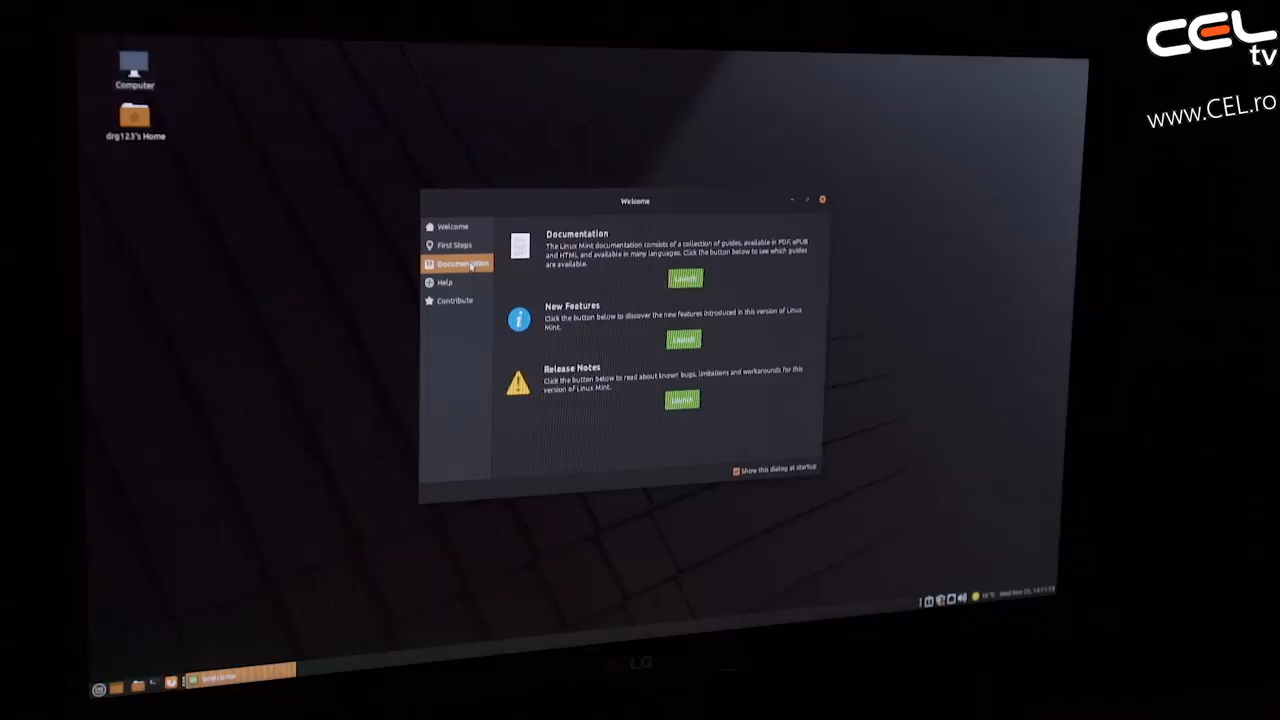 CEL
tv
www.CEL.ro
Computer
drg123's Home
Welcome
Welcome
First Steps
Documentation
Help
Contribute
Documentation
The Linux Mint documentation consists of a collection of guides, available in PDF, ePUB
and HTML and available in many languages. Click the button below to see which guides
are available.
Launch
New Features
Click the button below to discover the new features introduced in this version of Linux
Mint.
Launch
Release Notes
Click the button below to read about known bugs, limitations and workarounds for this
version of Linux Mint.
Launch
Show this dialog at startup
Welcome
LG